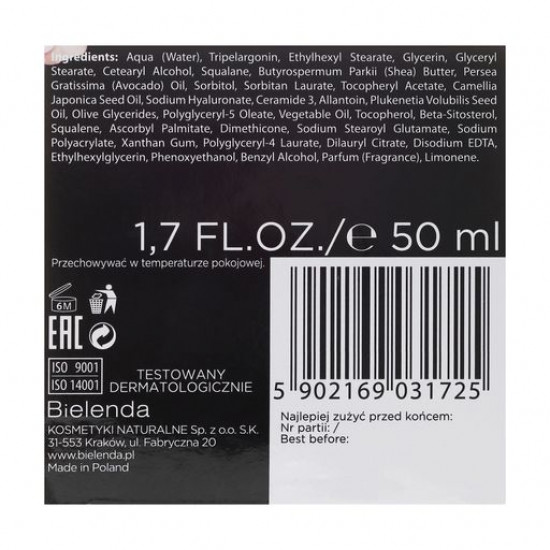 Ingredients: Aqua (Water), Tripelargonin, Ethylhexyl Stearate, Glycerin, Glyceryl
Stearate, Cetearyl Alcohol, Squalane, Butyrospermum Parkii (Shea) Butter, Persea
Gratissima (Avocado) Oil, Sorbitol, Sorbitan Laurate, Tocopheryl Acetate, Camellia
Japonica Seed Oil, Sodium Hyaluronate, Ceramide 3, Allantoin, Plukenetia Volubilis Seed
Oil, Olive Glycerides, Polyglyceryl-5 Oleate, Vegetable Oil, Tocopherol, Beta-Sitosterol,
Squalene, Ascorbyl Palmitate, Dimethicone, Sodium Stearoyl Glutamate, Sodium
Polyacrylate, Xanthan Gum, Polyglyceryl-4 Laurate, Dilauryl Citrate, Disodium EDTA,
Ethylhexylglycerin, Phenoxyethanol, Benzyl Alcohol, Parfum (Fragrance), Limonene.
1,7 FL.OZ./℮ 50 ml
Przechowywać w temperaturze pokojowej.
6M
EAC
ISO 9001
ISO 14001
TESTOWANY
DERMATOLOGICZNIE
Bielenda
KOSMETYKI NATURALNE Sp. z o.o. S.K.
31-553 Kraków, ul. Fabryczna 20
www.bielenda.pl
Made in Poland
5 902169 031725
Najlepiej zużyć przed końcem:
Nr partii: /
Best before: